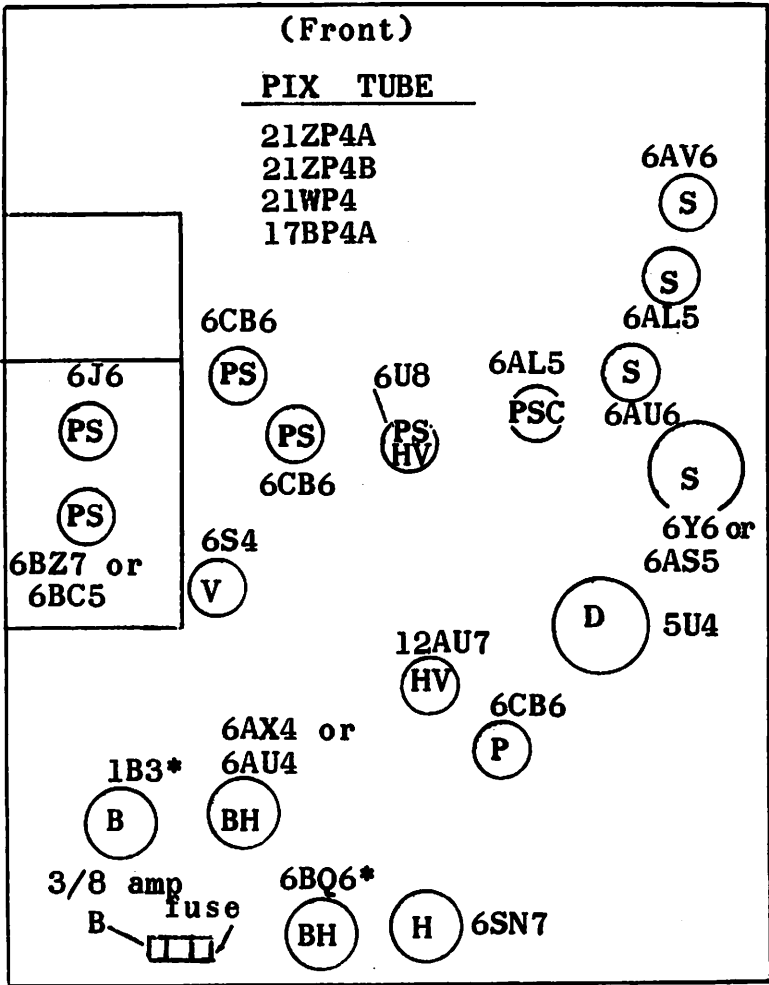 (Front)
PIX TUBE
21ZP4A
21ZP4B
21WP4
17BP4A
6AV6
S
S
6AL5
6CB6
PS
6J6
PS
6U8
PS
HV
6AL5
PSC
S
6AU6
PS
6CB6
S
6Y6 or
6AS5
PS
6BZ7 or
6BC5
6S4
V
D
5U4
12AU7
HV
6CB6
P
6AX4 or
6AU4
BH
1B3*
B
3/8 amp
fuse
B
6BQ6*
BH
H
6SN7